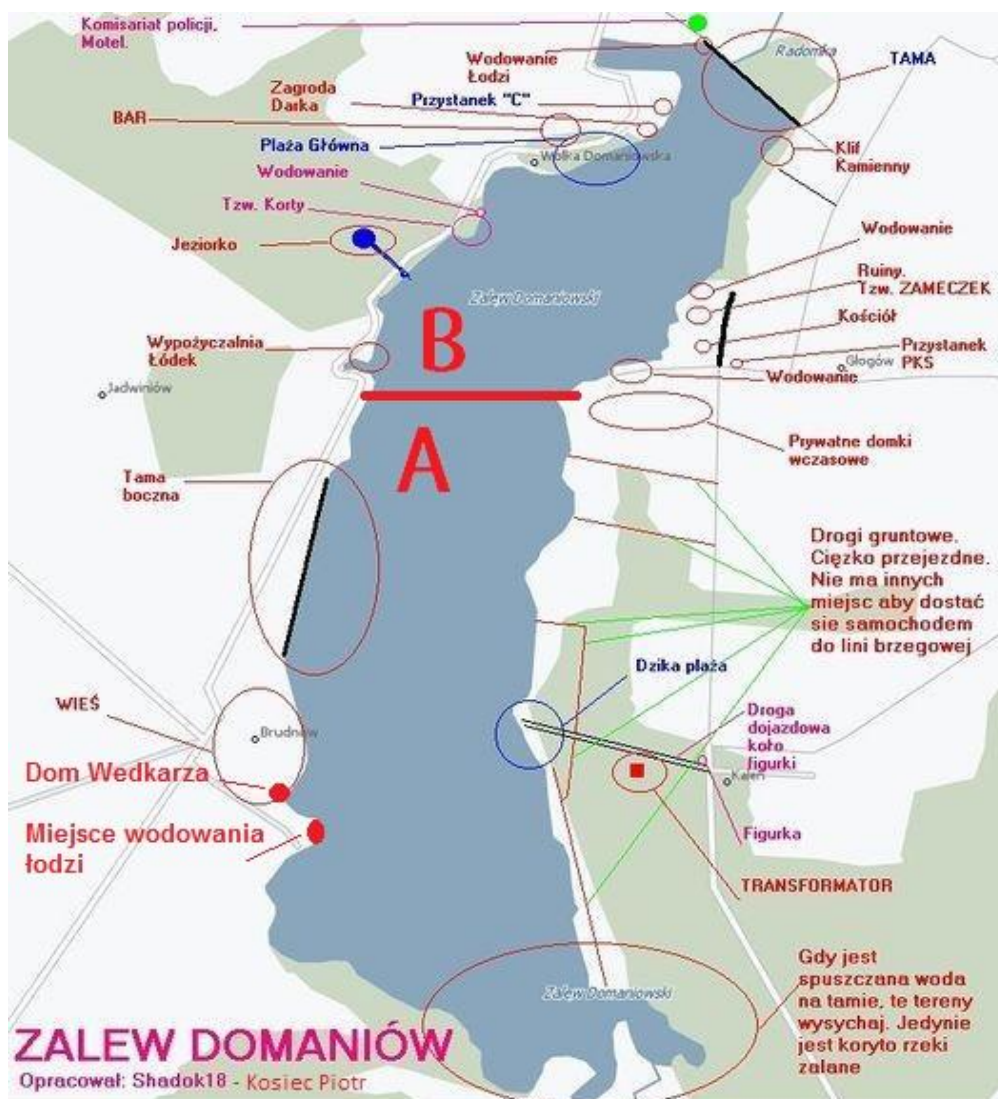 Komisariat policji,
Motel.
Radomka
Wodowanie
Łodzi
TAMA
Zagroda
Darka
Przystanek "C"
BAR
Plaża Główna
Wólka Domaniowska
Klif
Kamienny
Wodowanie
Tzw. Korty
Jeziorko
Wodowanie
Zalew Domaniowski
Ruiny.
Tzw. ZAMECZEK
Kościół
Wypożyczalnia
Łódek
B
Przystanek
PKS
Głogów
Wodowanie
Jadwiniów
A
Prywatne domki
wczasowe
Tama
boczna
Drogi gruntowe.
Cięzko przejezdne.
Nie ma innych
miejsc aby dostać
sie samochodem
do lini brzegowej
Dzika plaża
WIEŚ
Brudnów
Droga
dojazdowa
koło
figurki
Kaleń
Dom Wedkarza
Miejsce wodowania
łodzi
Figurka
TRANSFORMATOR
Gdy jest
spuszczana woda
na tamie, te tereny
wysychaj. Jedynie
jest koryto rzeki
zalane
Zalew Domaniowski
ZALEW DOMANIÓW
Opracował: Shadok18 - Kosiec Piotr